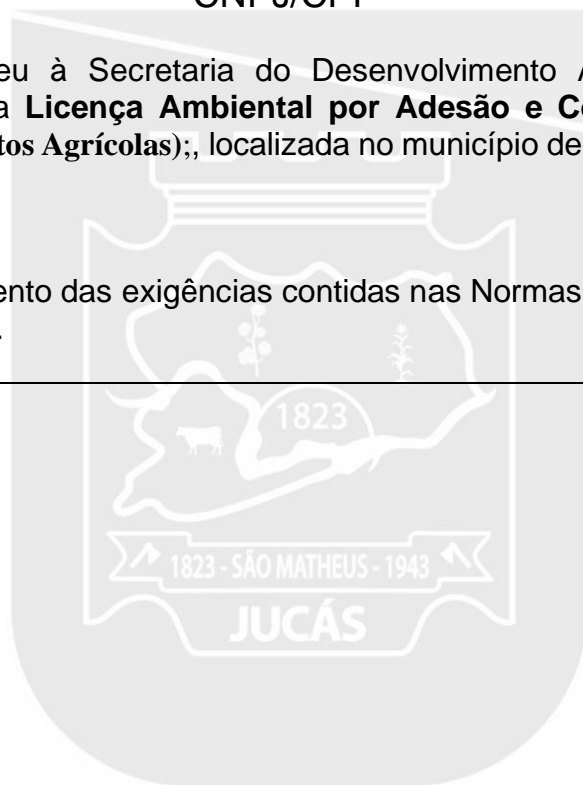 CNPJ/CPF
eu à Secretaria do Desenvolvimento A
a Licença Ambiental por Adesão e Co
tos Agrícolas);, localizada no município de
ento das exigências contidas nas Normas
.
1823
1823 - SÃO MATHEUS - 1943
JUCÁS